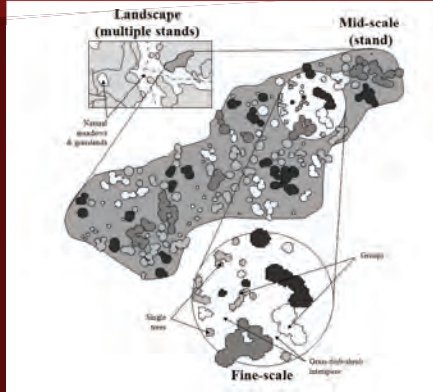 Landscape
(multiple stands)
Mid-scale
(stand)
Natural
meadows
& grasslands
Groups
Single
trees
Grass-forb-shrub
interspace
Fine-scale